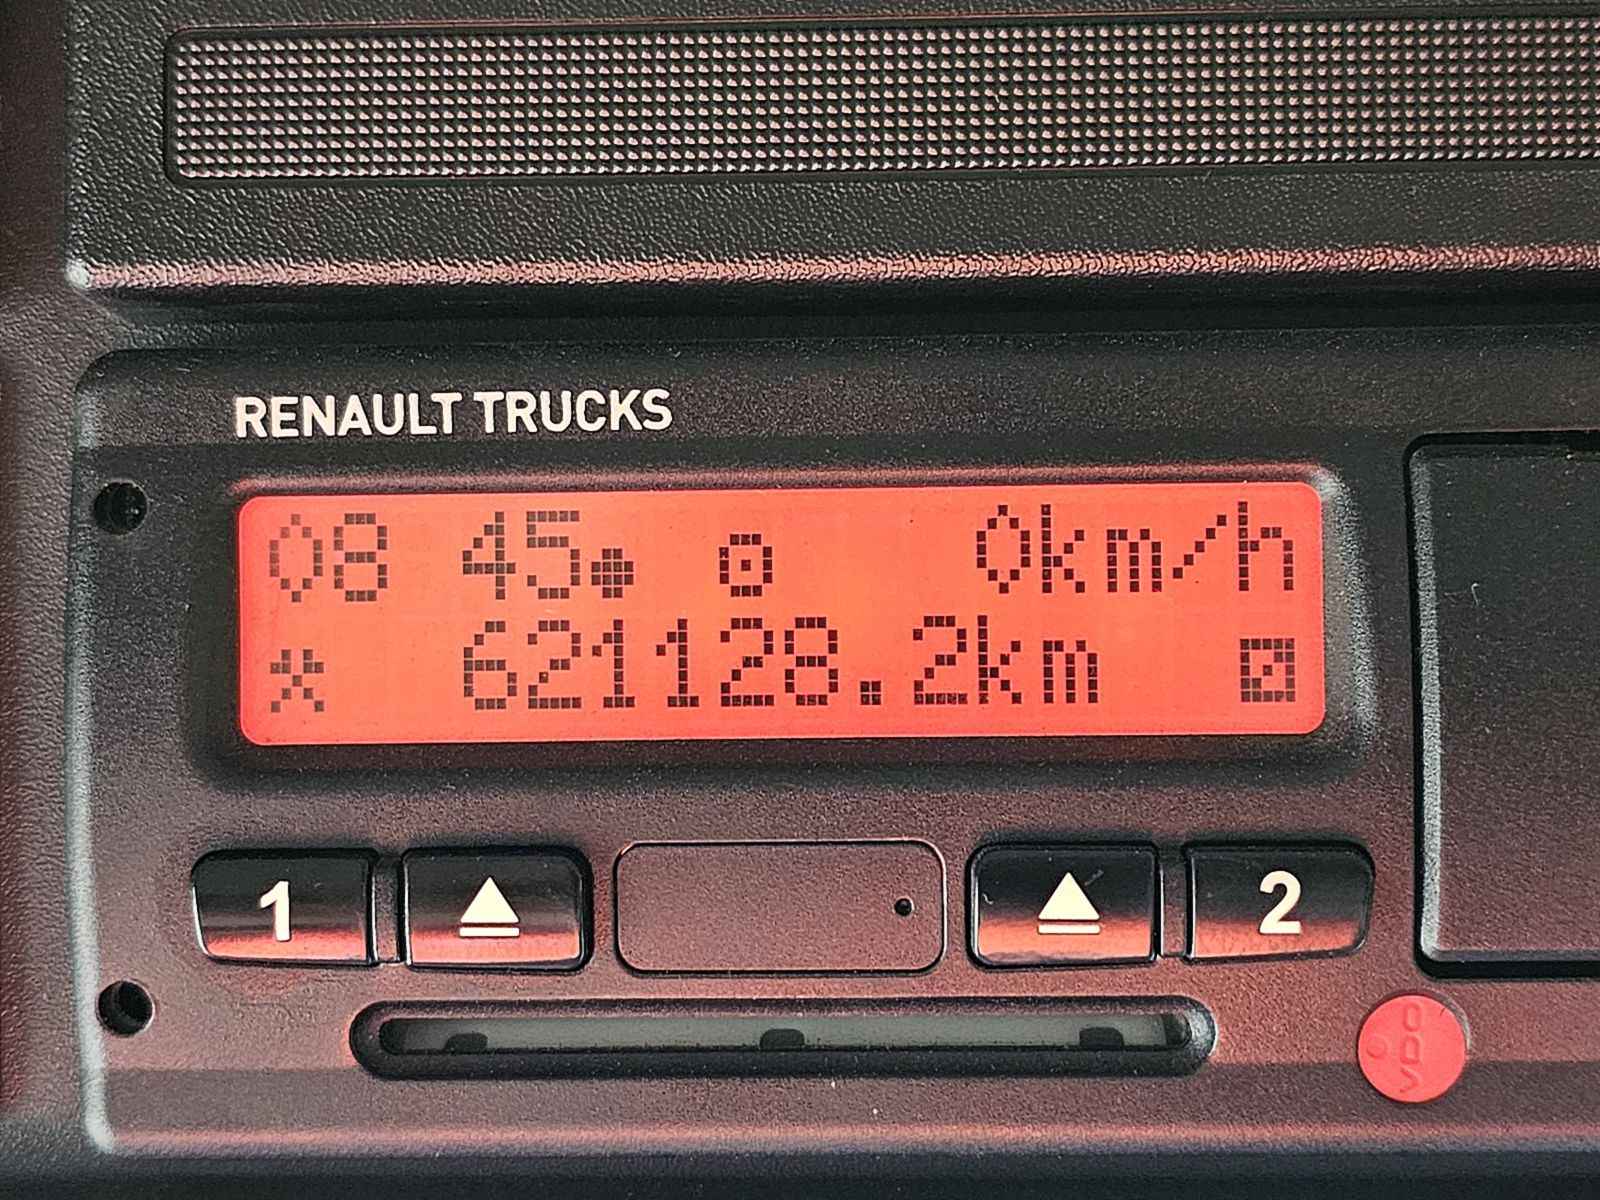 RENAULT TRUCKS
08 45 0km/h
621128.2km
1 2
VDO